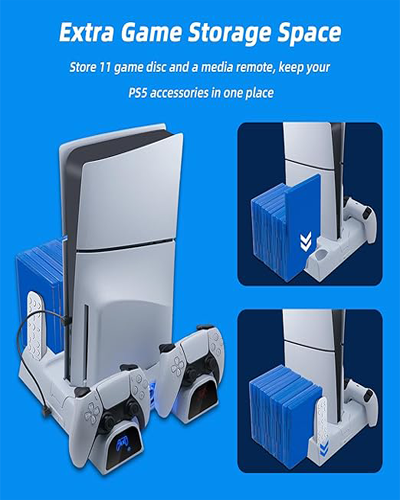 Extra Game Storage Space
Store 11 game disc and a media remote, keep your
PS5 accessories in one place